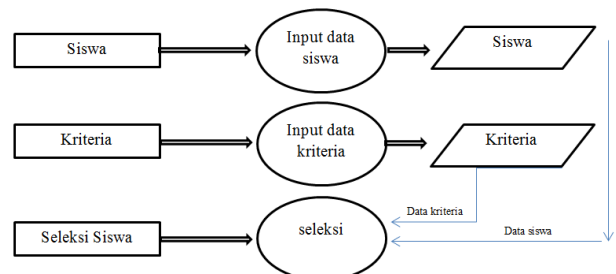 Siswa
Input data
siswa
Siswa
Kriteria
Input data
kriteria
Kriteria
Data kriteria
Seleksi Siswa
seleksi
Data siswa